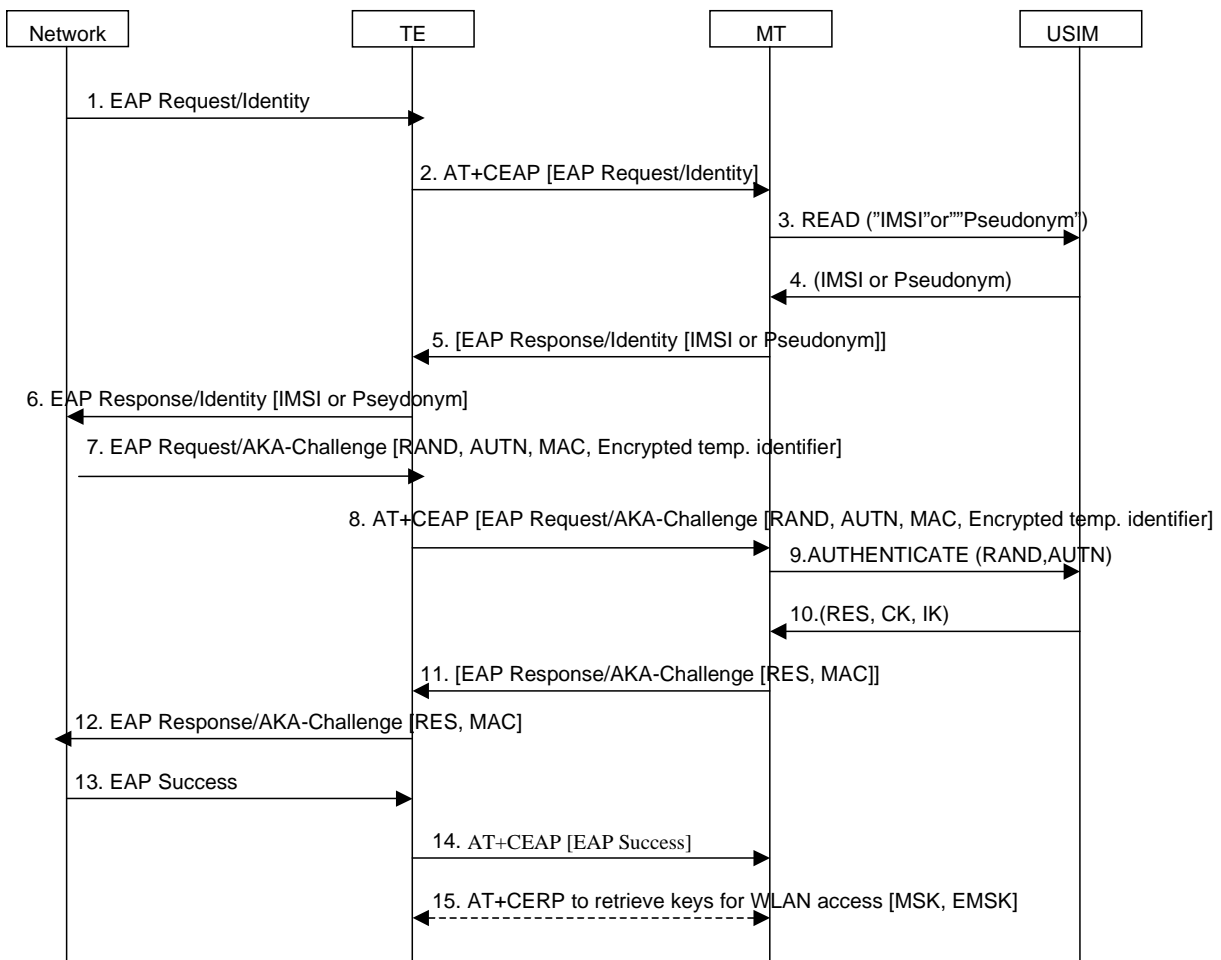 Network
TE
MT
USIM
1. EAP Request/Identity
2. AT+CEAP [EAP Request/Identity]
3. READ (”IMSI”or””Pseudonym”)
4. (IMSI or Pseudonym)
5. [EAP Response/Identity [IMSI or Pseudonym]]
6. EAP Response/Identity [IMSI or Pseydonym]
7. EAP Request/AKA-Challenge [RAND, AUTN, MAC, Encrypted temp. identifier]
8. AT+CEAP [EAP Request/AKA-Challenge [RAND, AUTN, MAC, Encrypted temp. identifier]
9.AUTHENTICATE (RAND,AUTN)
10.(RES, CK, IK)
11. [EAP Response/AKA-Challenge [RES, MAC]]
12. EAP Response/AKA-Challenge [RES, MAC]
13. EAP Success
14. AT+CEAP [EAP Success]
15. AT+CERP to retrieve keys for WLAN access [MSK, EMSK]